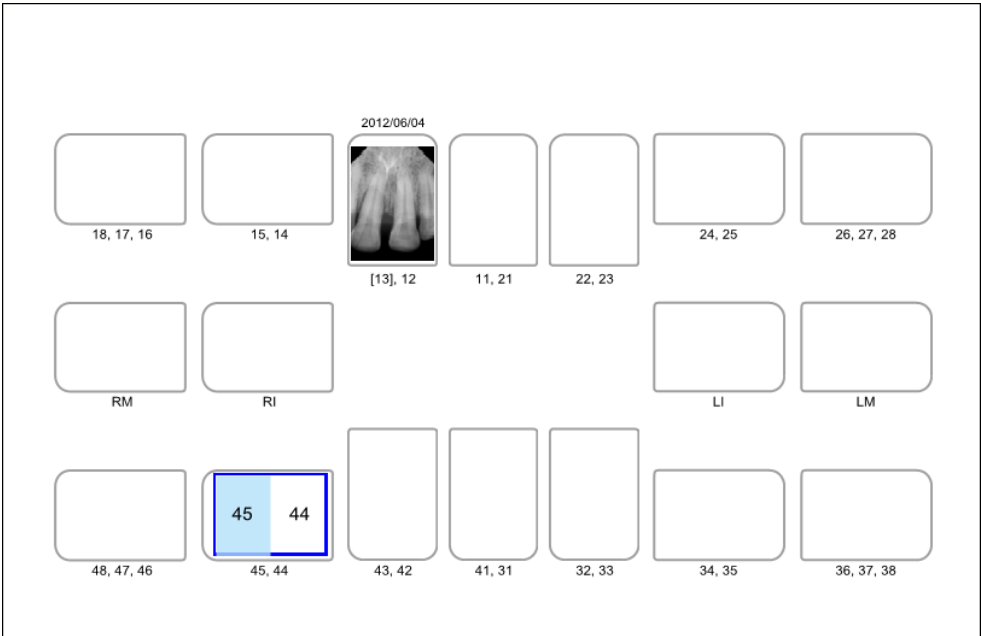 2012/06/04
18, 17, 16 15, 14 [13], 12 11, 21 22, 23 24, 25 26, 27, 28
RM RI LI LM
45 44
48, 47, 46 45, 44 43, 42 41, 31 32, 33 34, 35 36, 37, 38